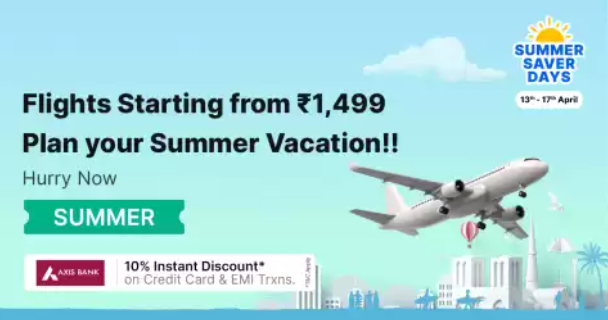 SUMMER
SAVER
DAYS
13th - 17th April
Flights Starting from ₹1,499
Plan your Summer Vacation!!
Hurry Now
SUMMER
AXIS BANK
10% Instant Discount*
on Credit Card & EMI Trxns.
*T&C Apply